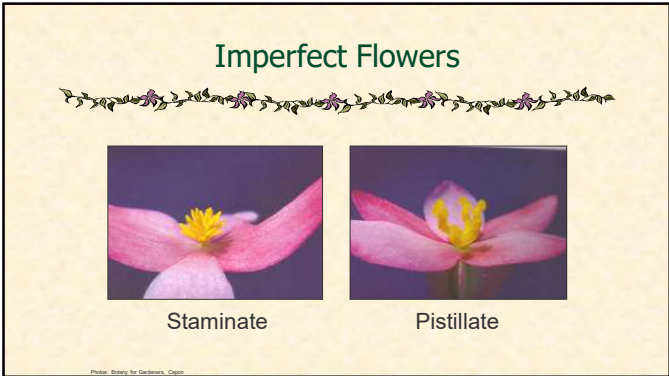 Imperfect Flowers
Staminate
Pistillate
Photos: Botany for Gardeners, Capon